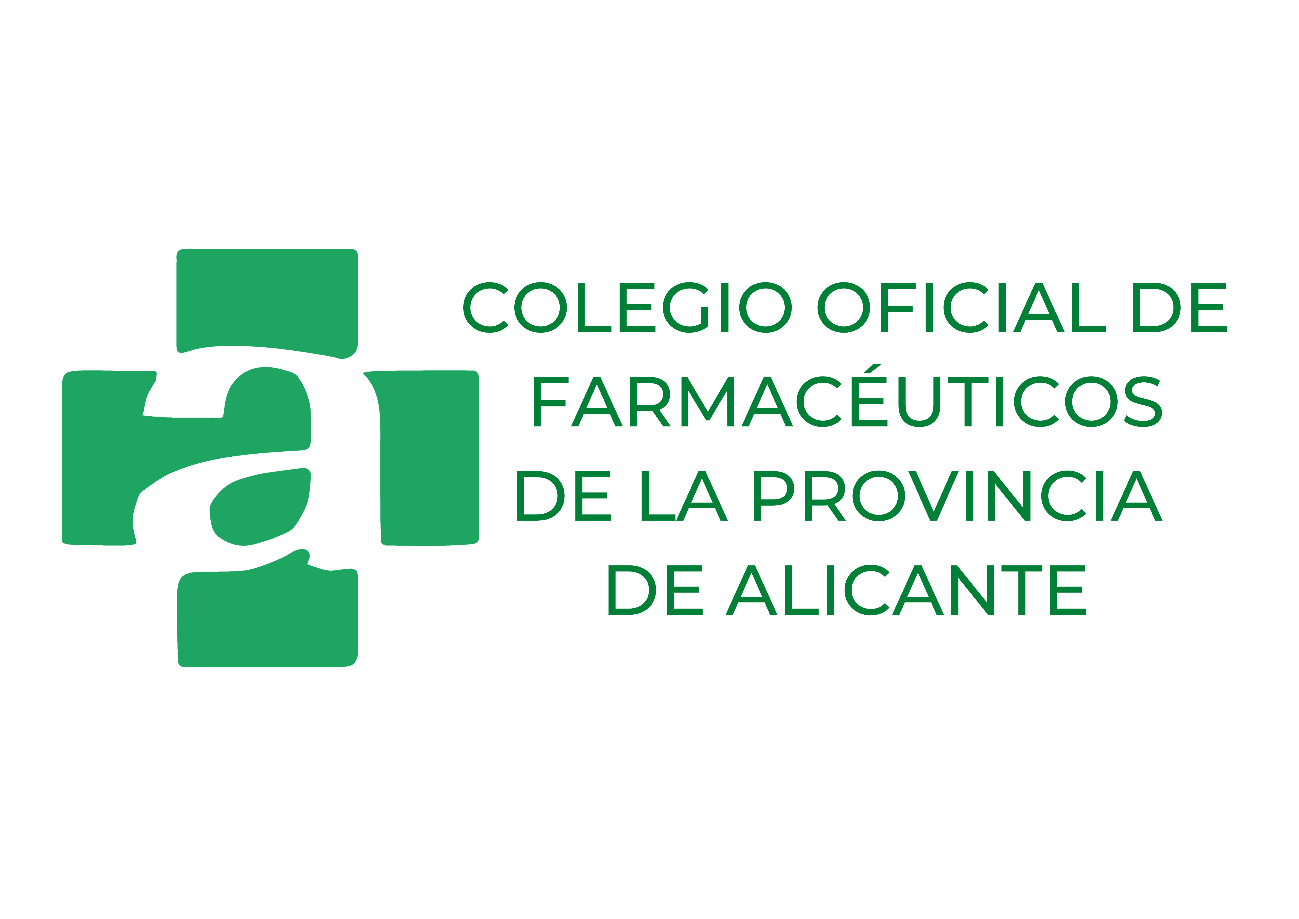 a
COLEGIO OFICIAL DE
FARMACÉUTICOS
DE LA PROVINCIA
DE ALICANTE